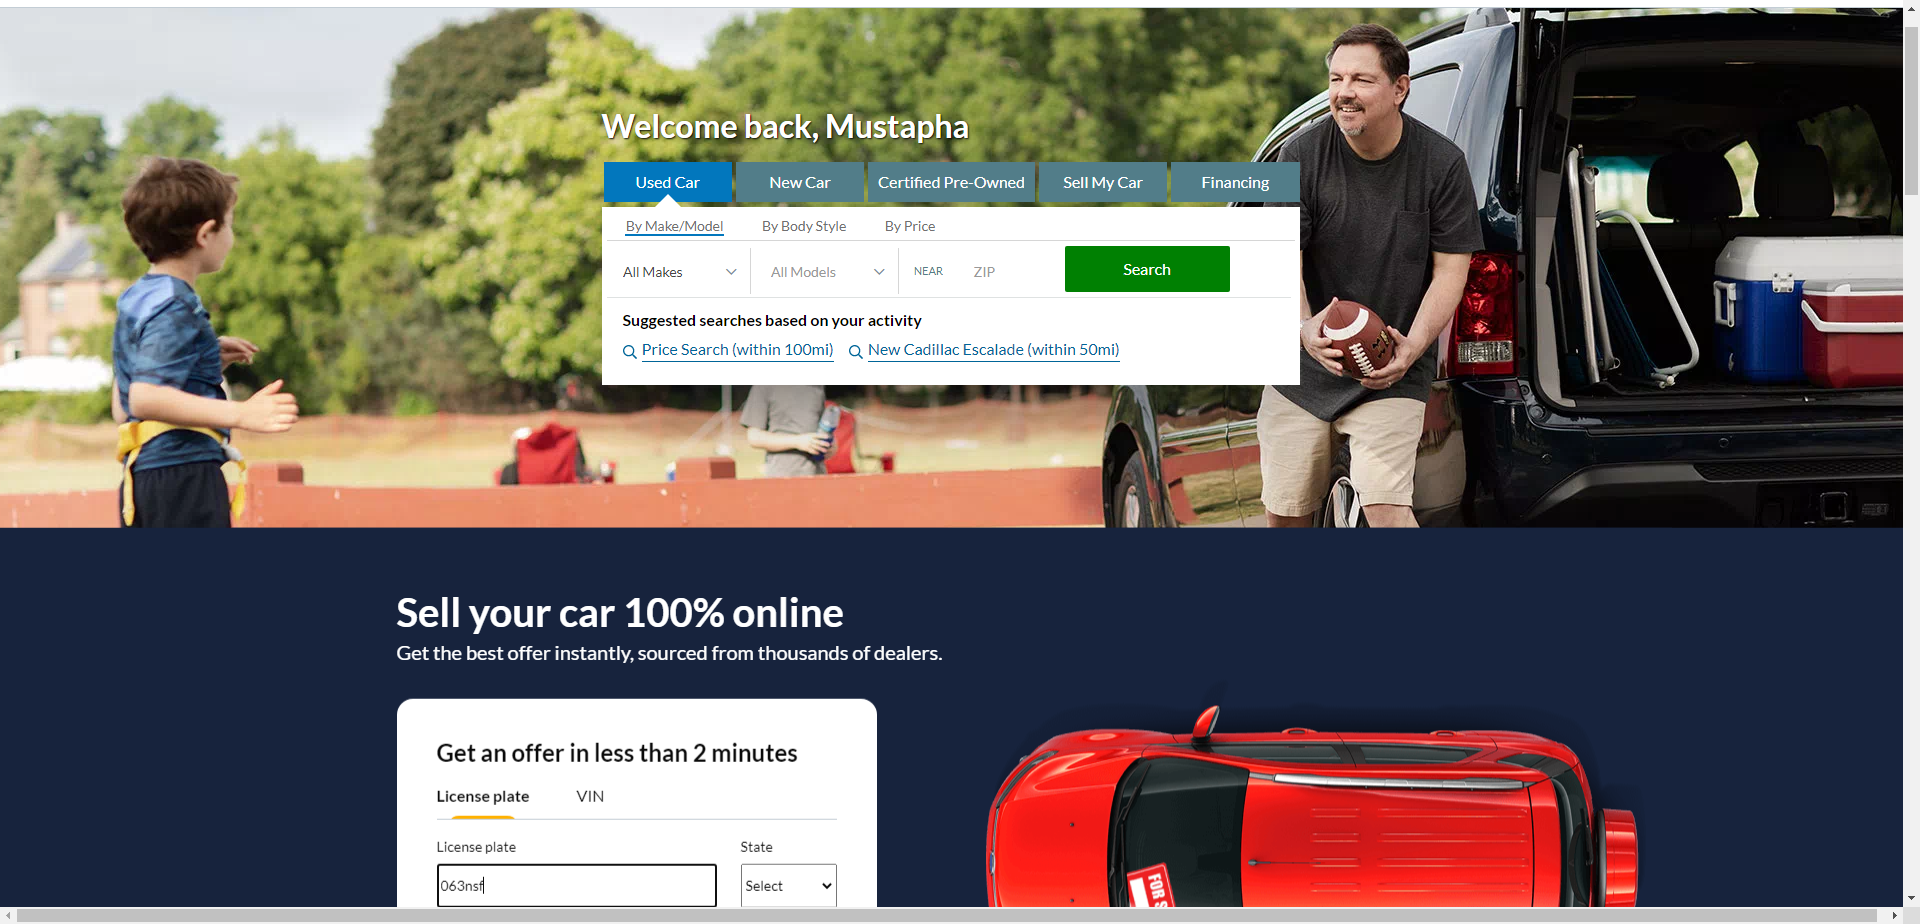 Welcome back, Mustapha
Used Car New Car Certified Pre-Owned Sell My Car Financing
By Make/Model By Body Style By Price
All Makes All Models NEAR ZIP Search
Suggested searches based on your activity
Price Search (within 100mi) New Cadillac Escalade (within 50mi)
Sell your car 100% online
Get the best offer instantly, sourced from thousands of dealers.
Get an offer in less than 2 minutes
License plate VIN
License plate State
063nsf Select
FOR